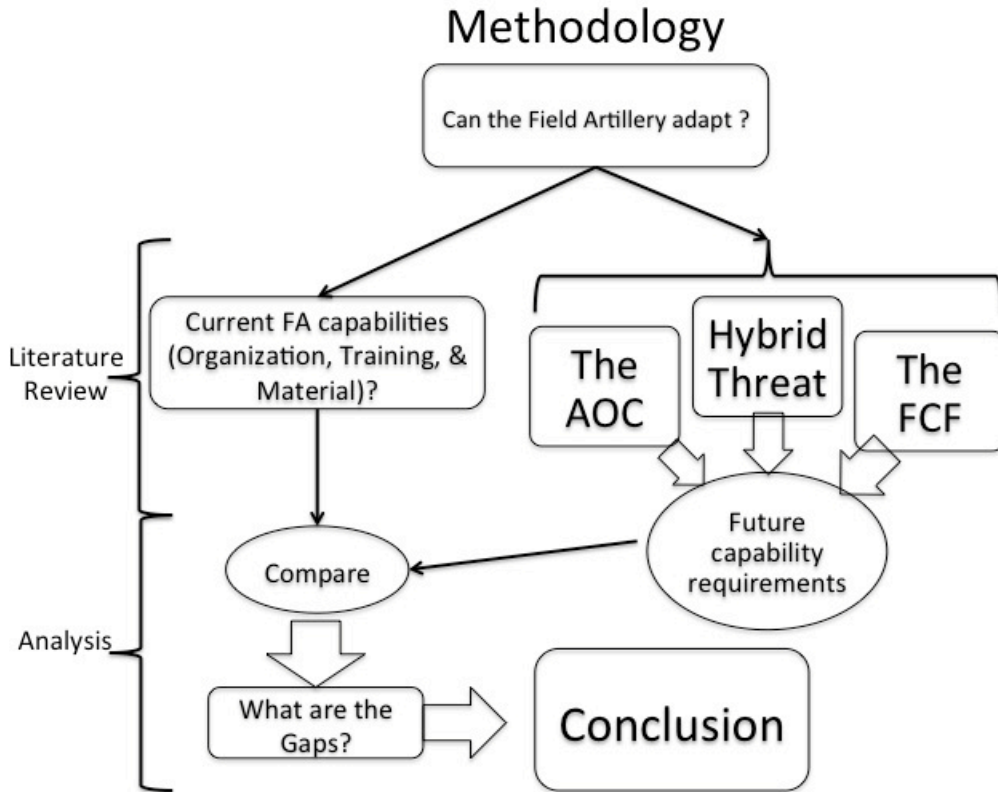 Methodology
Can the Field Artillery adapt ?
Literature
Review
Current FA capabilities
(Organization, Training, &
Material)?
The
AOC
Hybrid
Threat
The
FCF
Future
capability
requirements
Compare
Analysis
What are the
Gaps?
Conclusion